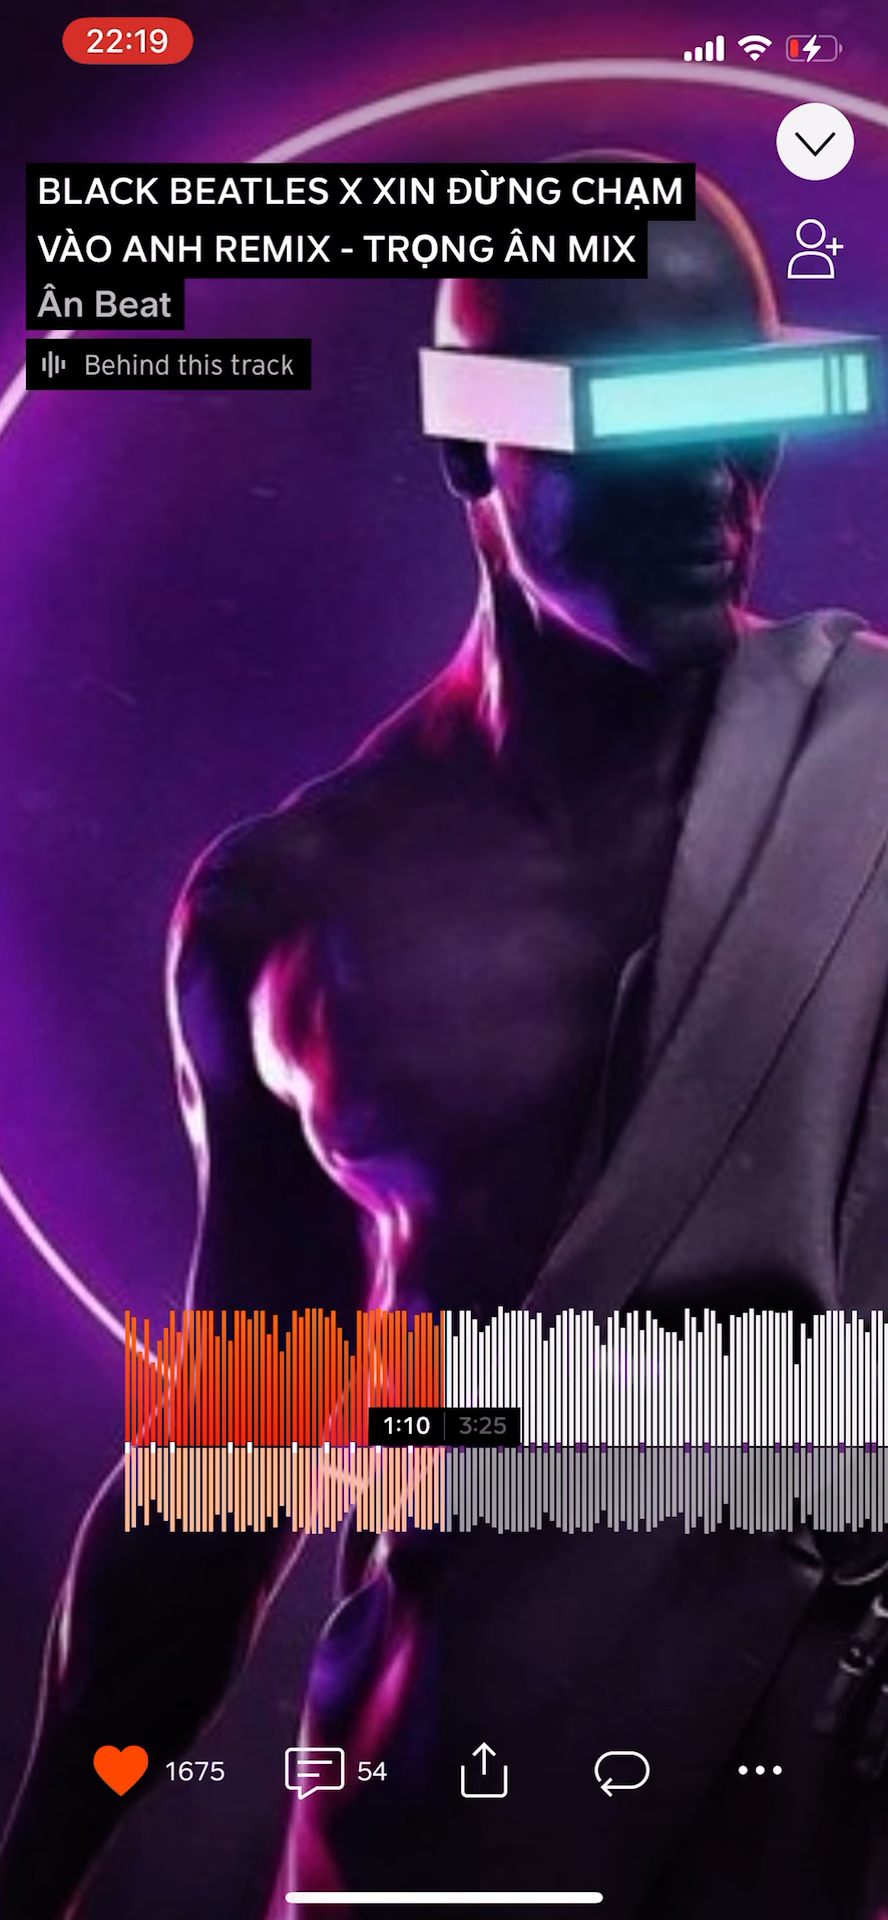 22:19
BLACK BEATLES X XIN ĐỪNG CHẠM
VÀO ANH REMIX - TRỌNG ÂN MIX
Ân Beat
Behind this track
1:10 3:25
1675 54